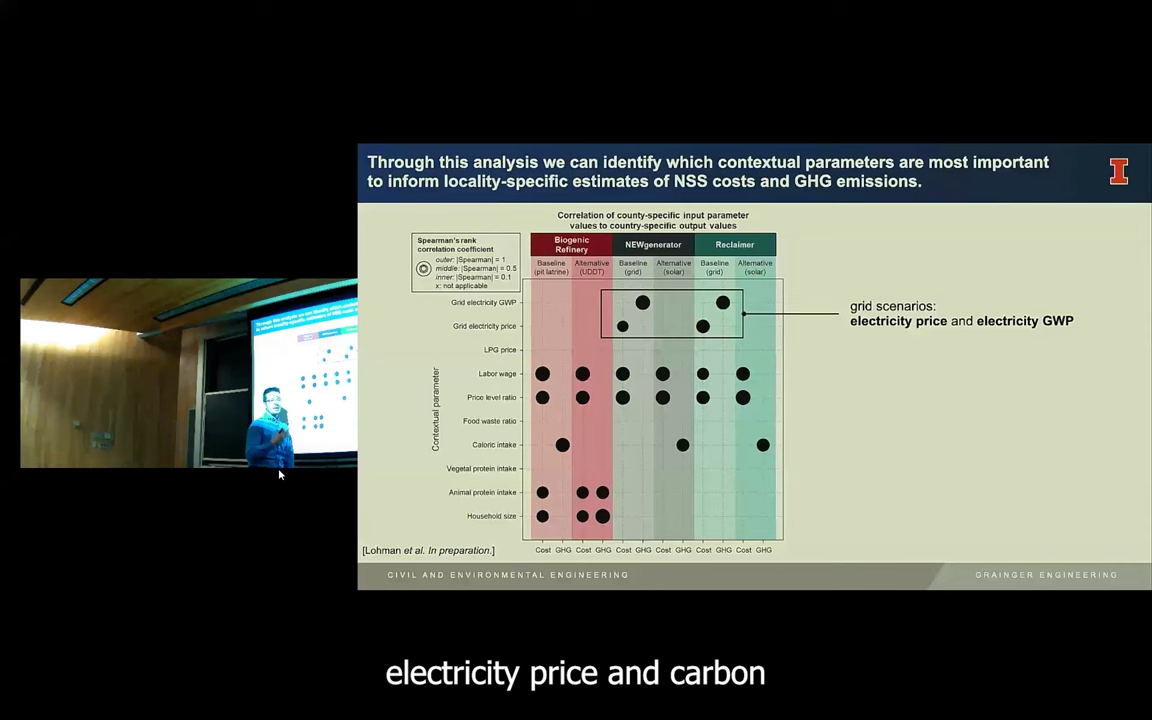 Through this analysis we can identify which contextual parameters are most important
to inform locality-specific estimates of NSS costs and GHG emissions.
I
Correlation of county-specific input parameter
values to country-specific output values
Spearman's rank
correlation coefficient
outer: |Spearman| = 1
middle: |Spearman| = 0.5
inner: |Spearman| = 0.1
x: not applicable
Biogenic
Refinery
NEWgenerator
Reclaimer
Baseline
(pit latrine)
Alternative
(UDDT)
Baseline
(grid)
Alternative
(solar)
Baseline
(grid)
Alternative
(solar)
Contextual parameter
Grid electricity GWP
Grid electricity price
LPG price
Labor wage
Price level ratio
Food waste ratio
Caloric intake
Vegetal protein intake
Animal protein intake
Household size
Cost GHG Cost GHG Cost GHG Cost GHG Cost GHG Cost GHG
grid scenarios:
electricity price and electricity GWP
[Lohman et al. In preparation.]
CIVIL AND ENVIRONMENTAL ENGINEERING
GRAINGER ENGINEERING
electricity price and carbon